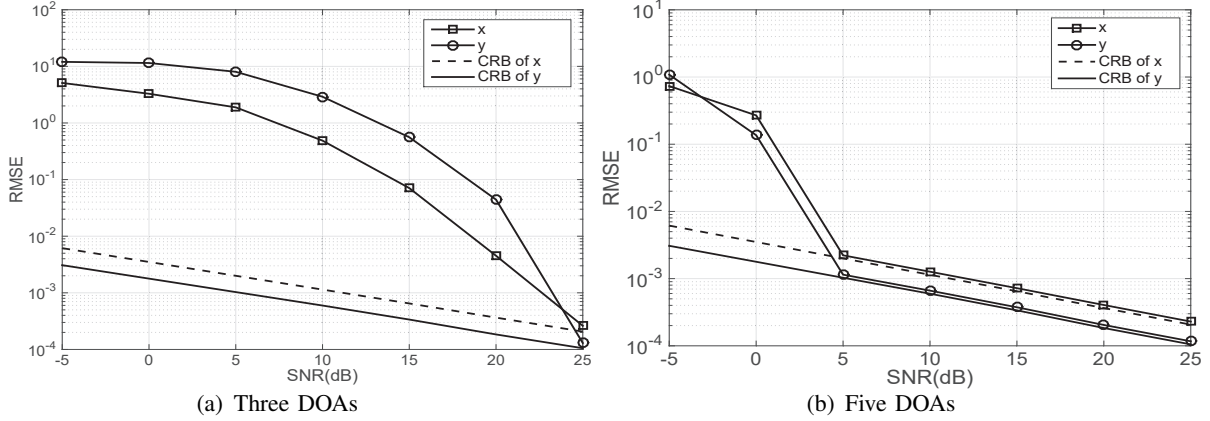 10^2
10^1
10^0
10^-1
10^-2
10^-3
10^-4
RMSE
-5 0 5 10 15 20 25
SNR(dB)
x
y
CRB of x
CRB of y
(a) Three DOAs
10^1
10^0
10^-1
10^-2
10^-3
10^-4
RMSE
-5 0 5 10 15 20 25
SNR(dB)
x
y
CRB of x
CRB of y
(b) Five DOAs